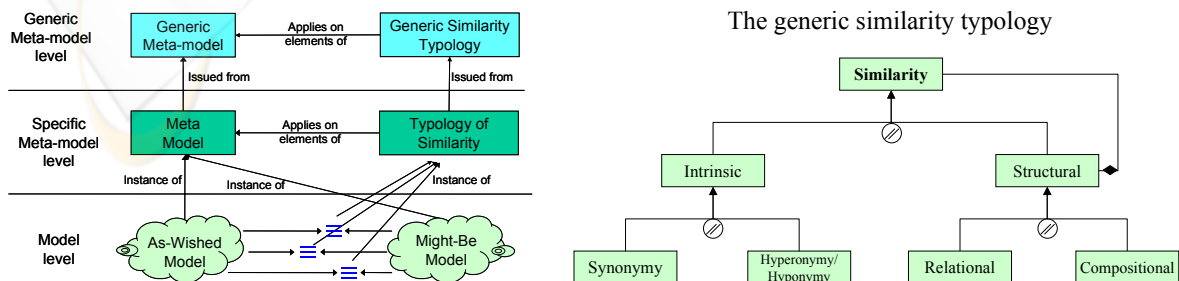 Generic
Meta-model
level
Generic
Meta-model
Applies on
elements of
Generic Similarity
Typology
Issued from
Issued from
Specific
Meta-model
level
Meta
Model
Applies on
elements of
Typology of
Similarity
Instance of
Instance of
Instance of
Model
level
As-Wished
Model
Might-Be
Model
The generic similarity typology
Similarity
Intrinsic
Structural
Synonymy
Hyperonymy/
Hyponymy
Relational
Compositional